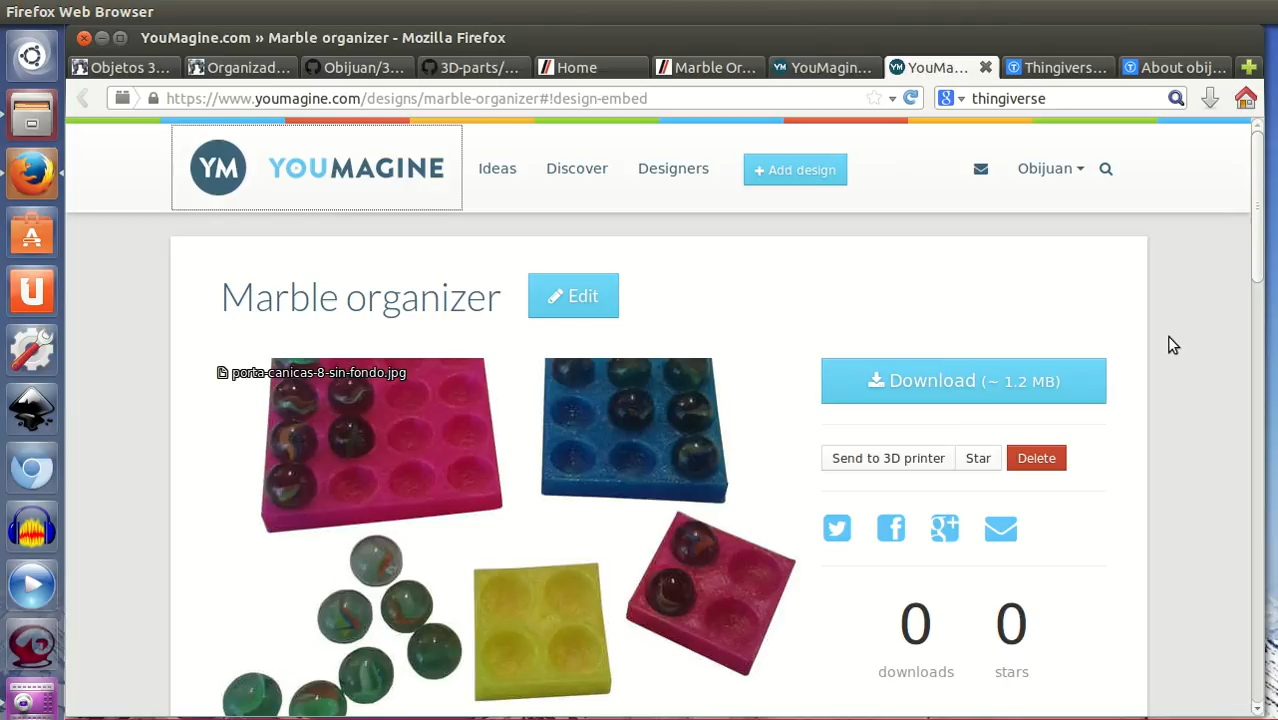 Firefox Web Browser
YouMagine.com » Marble organizer - Mozilla Firefox
Objetos 3... Organizad... Obijuan/3... 3D-parts/... Home Marble Or... YouMagin... YouMa... Thingivers... About obij...
https://www.youmagine.com/designs/marble-organizer#!design-embed thingiverse
YM YOUMAGINE Ideas Discover Designers + Add design Obijuan
Marble organizer Edit
porta-canicas-8-sin-fondo.jpg
Download (~ 1.2 MB)
Send to 3D printer Star Delete
0 0
downloads stars